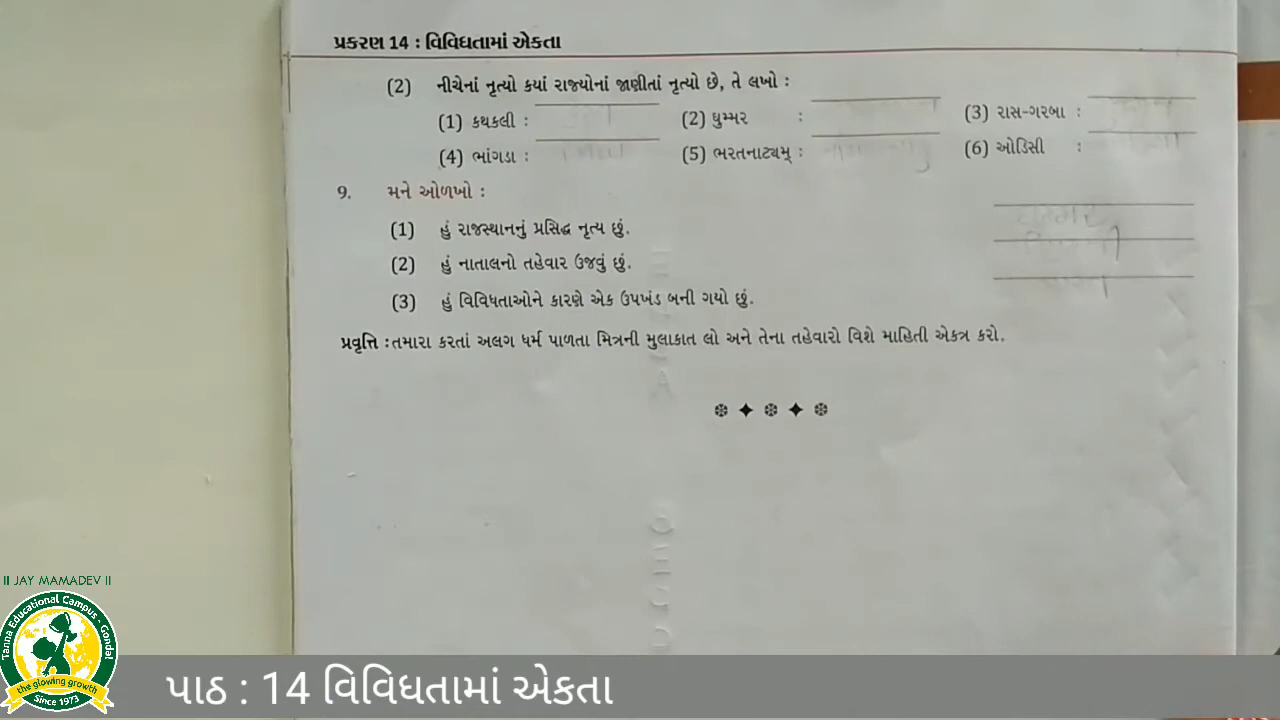 પ્રકરણ 14 : વિવિધતામાં એકતા
(2) નીચેનાં નૃત્યો કયાં રાજ્યોનાં જાણીતાં નૃત્યો છે, તે લખો :
(1) કથકલી : (2) ઘુમ્મર : (3) રાસ-ગરબા :
(4) ભાંગડા : (5) ભરતનાટ્યમ્ : (6) ઓડિસી :
9. મને ઓળખો :
(1) હું રાજસ્થાનનું પ્રસિદ્ધ નૃત્ય છું.
(2) હું નાતાલનો તહેવાર ઉજવું છું.
(3) હું વિવિધતાઓને કારણે એક ઉપખંડ બની ગયો છું.
પ્રવૃત્તિ : તમારા કરતાં અલગ ધર્મ પાળતા મિત્રની મુલાકાત લો અને તેના તહેવારો વિશે માહિતી એકત્ર કરો.
॥ JAY MAMADEV ॥
Tanna Educational Campus - Gondal
the glowing growth
Since 1973
પાઠ : 14 વિવિધતામાં એકતા